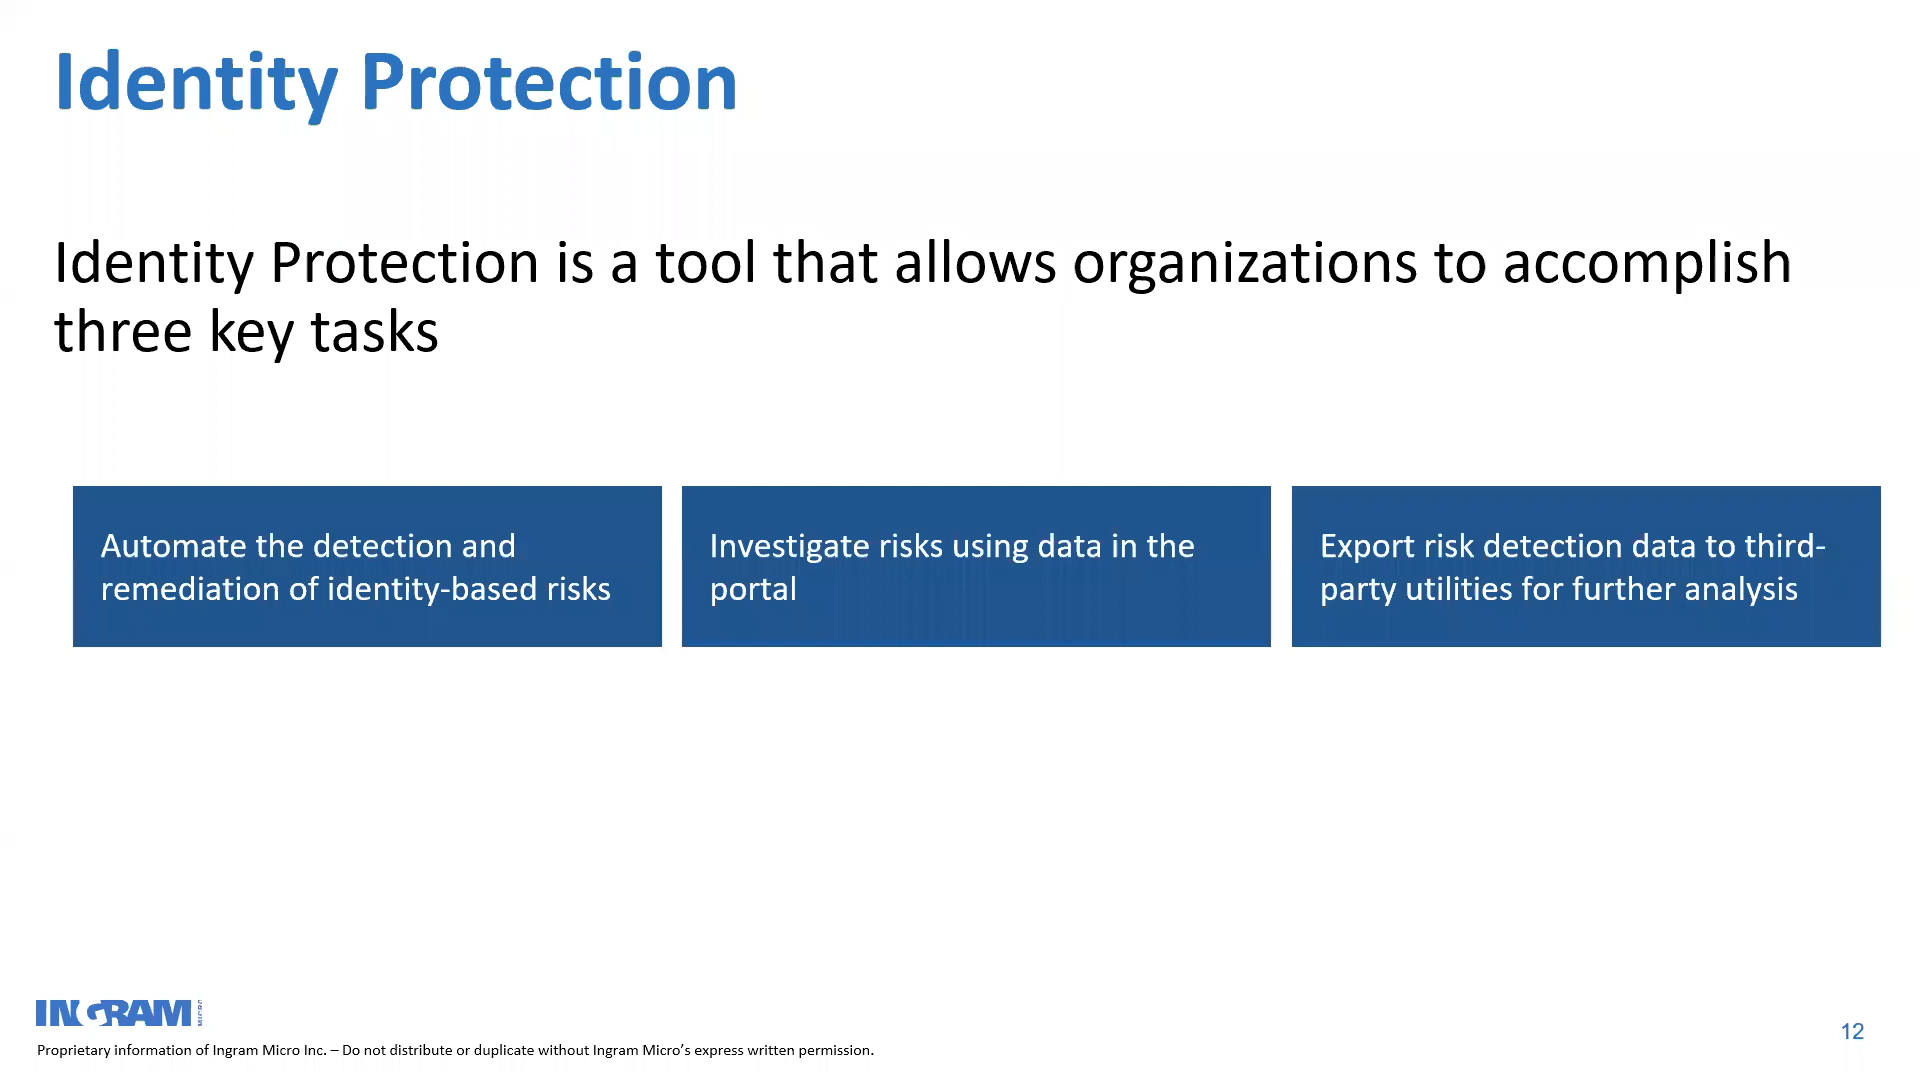 Identity Protection
Identity Protection is a tool that allows organizations to accomplish
three key tasks
Automate the detection and
remediation of identity-based risks
Investigate risks using data in the
portal
Export risk detection data to third-
party utilities for further analysis
INGRAM MICRO
12
Proprietary information of Ingram Micro Inc. – Do not distribute or duplicate without Ingram Micro's express written permission.